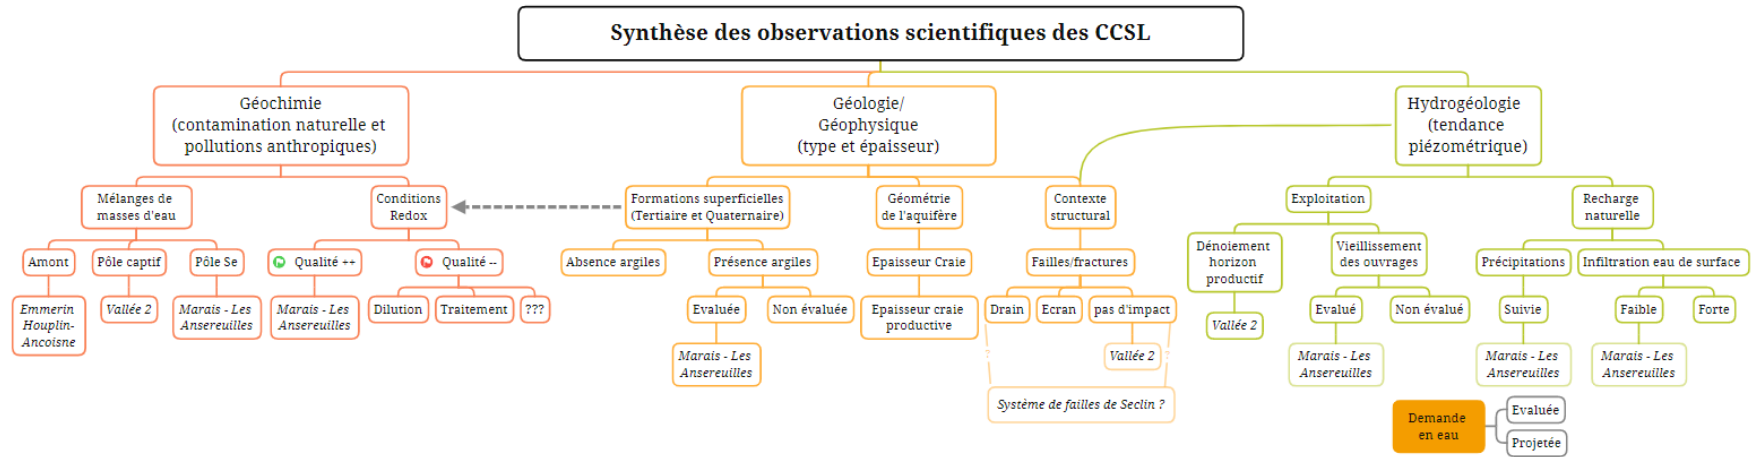 Synthèse des observations scientifiques des CCSL
Géochimie
(contamination naturelle et
pollutions anthropiques)
Géologie/
Géophysique
(type et épaisseur)
Hydrogéologie
(tendance
piézométrique)
Mélanges de
masses d'eau
Conditions
Redox
Formations superficielles
(Tertiaire et Quaternaire)
Géométrie
de l'aquifère
Contexte
structural
Exploitation
Recharge
naturelle
Amont
Pôle captif
Pôle Se
Qualité ++
Qualité --
Absence argiles
Présence argiles
Epaisseur Craie
Failles/fractures
Dénoiement
horizon
productif
Vieillissement
des ouvrages
Précipitations
Infiltration eau de surface
Emmerin
Houplin-
Ancoisne
Vallée 2
Marais - Les
Ansereuilles
Marais - Les
Ansereuilles
Dilution
Traitement
???
Evaluée
Non évaluée
Epaisseur craie
productive
Drain
Ecran
pas d'impact
Vallée 2
Evalué
Non évalué
Suivie
Faible
Forte
Marais - Les
Ansereuilles
?
Vallée 2
?
Marais - Les
Ansereuilles
Marais - Les
Ansereuilles
Marais - Les
Ansereuilles
Système de failles de Seclin ?
Demande
en eau
Evaluée
Projetée